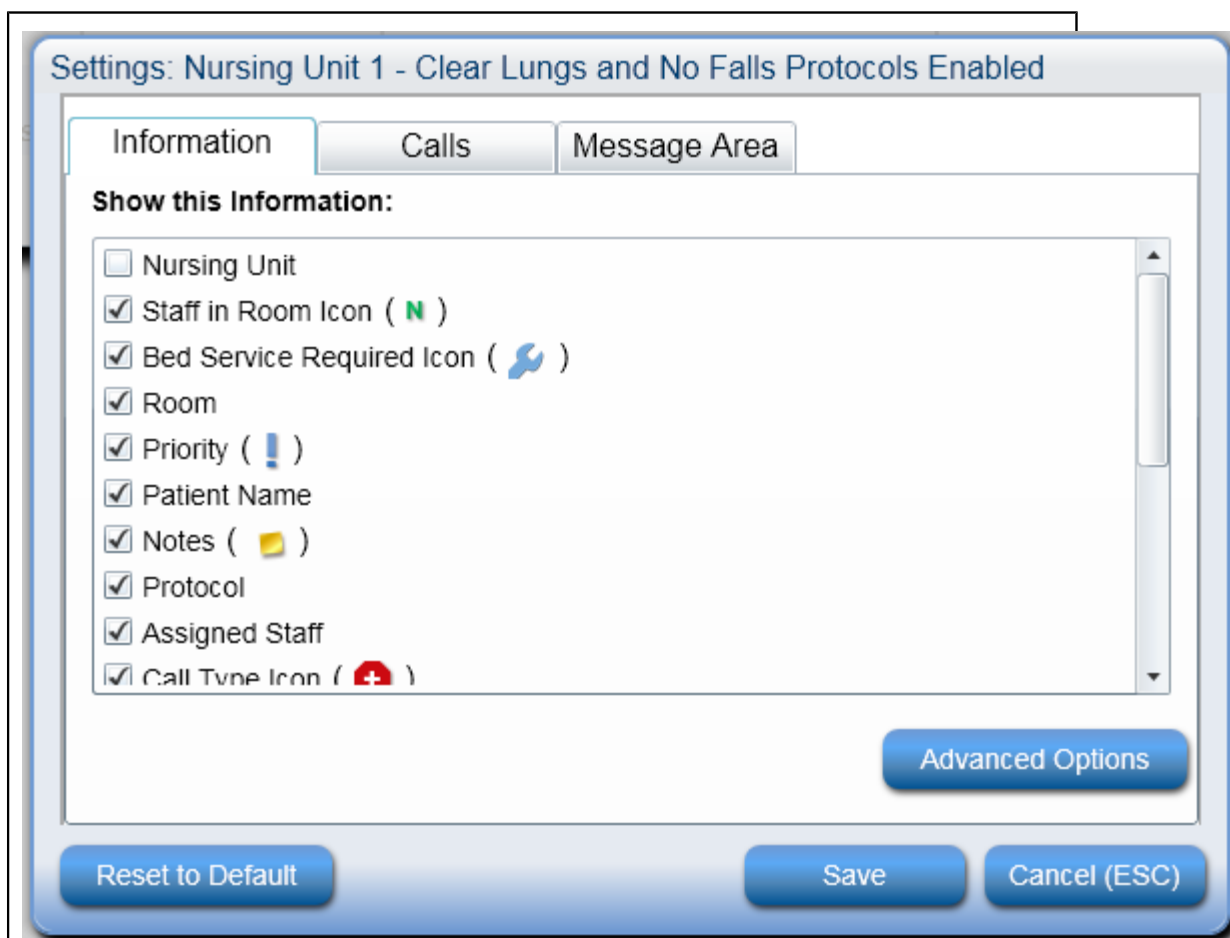 Settings: Nursing Unit 1 - Clear Lungs and No Falls Protocols Enabled
Information Calls Message Area
Show this Information:
Nursing Unit
Staff in Room Icon ( N )
Bed Service Required Icon ( )
Room
Priority ( ! )
Patient Name
Notes ( )
Protocol
Assigned Staff
Call Type Icon ( + )
Advanced Options
Reset to Default Save Cancel (ESC)